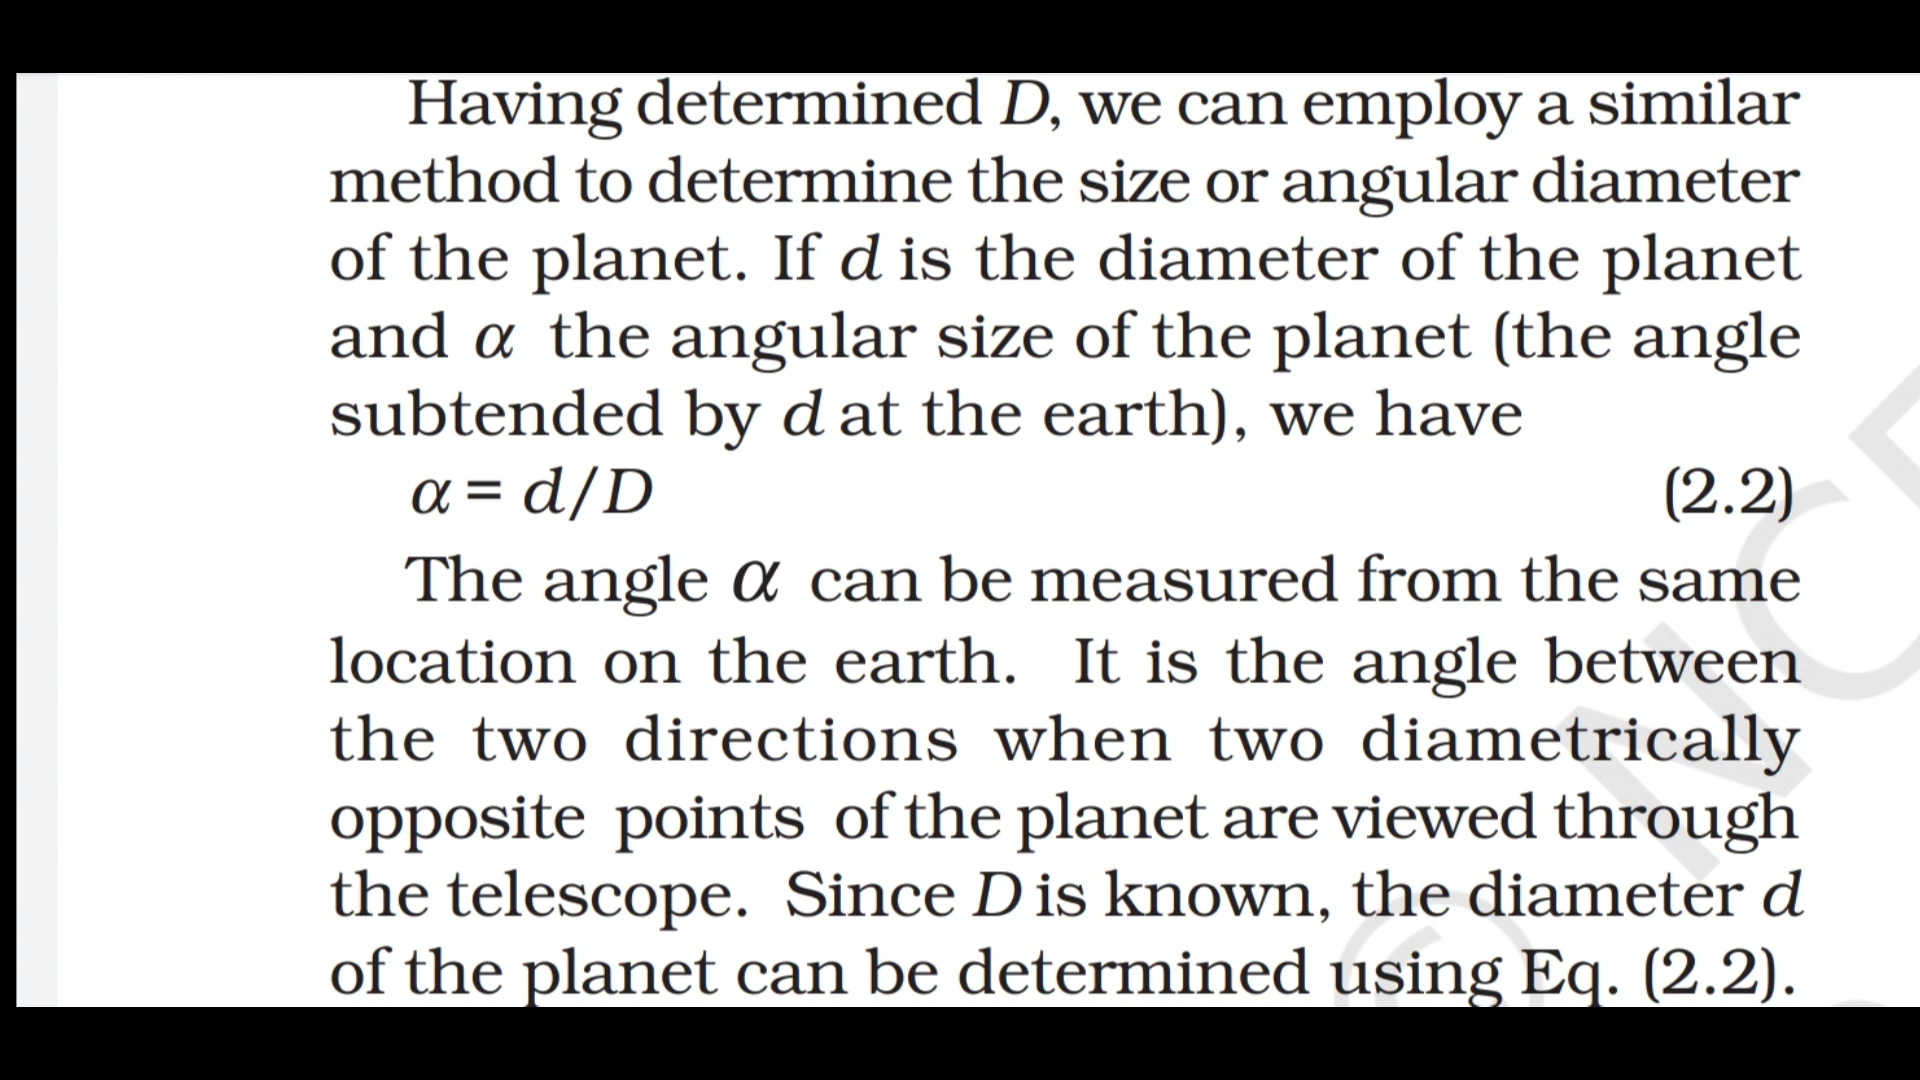 Having determined D, we can employ a similar
method to determine the size or angular diameter
of the planet. If d is the diameter of the planet
and α the angular size of the planet (the angle
subtended by d at the earth), we have
α = d/D (2.2)
The angle α can be measured from the same
location on the earth. It is the angle between
the two directions when two diametrically
opposite points of the planet are viewed through
the telescope. Since D is known, the diameter d
of the planet can be determined using Eq. (2.2).
© NCE